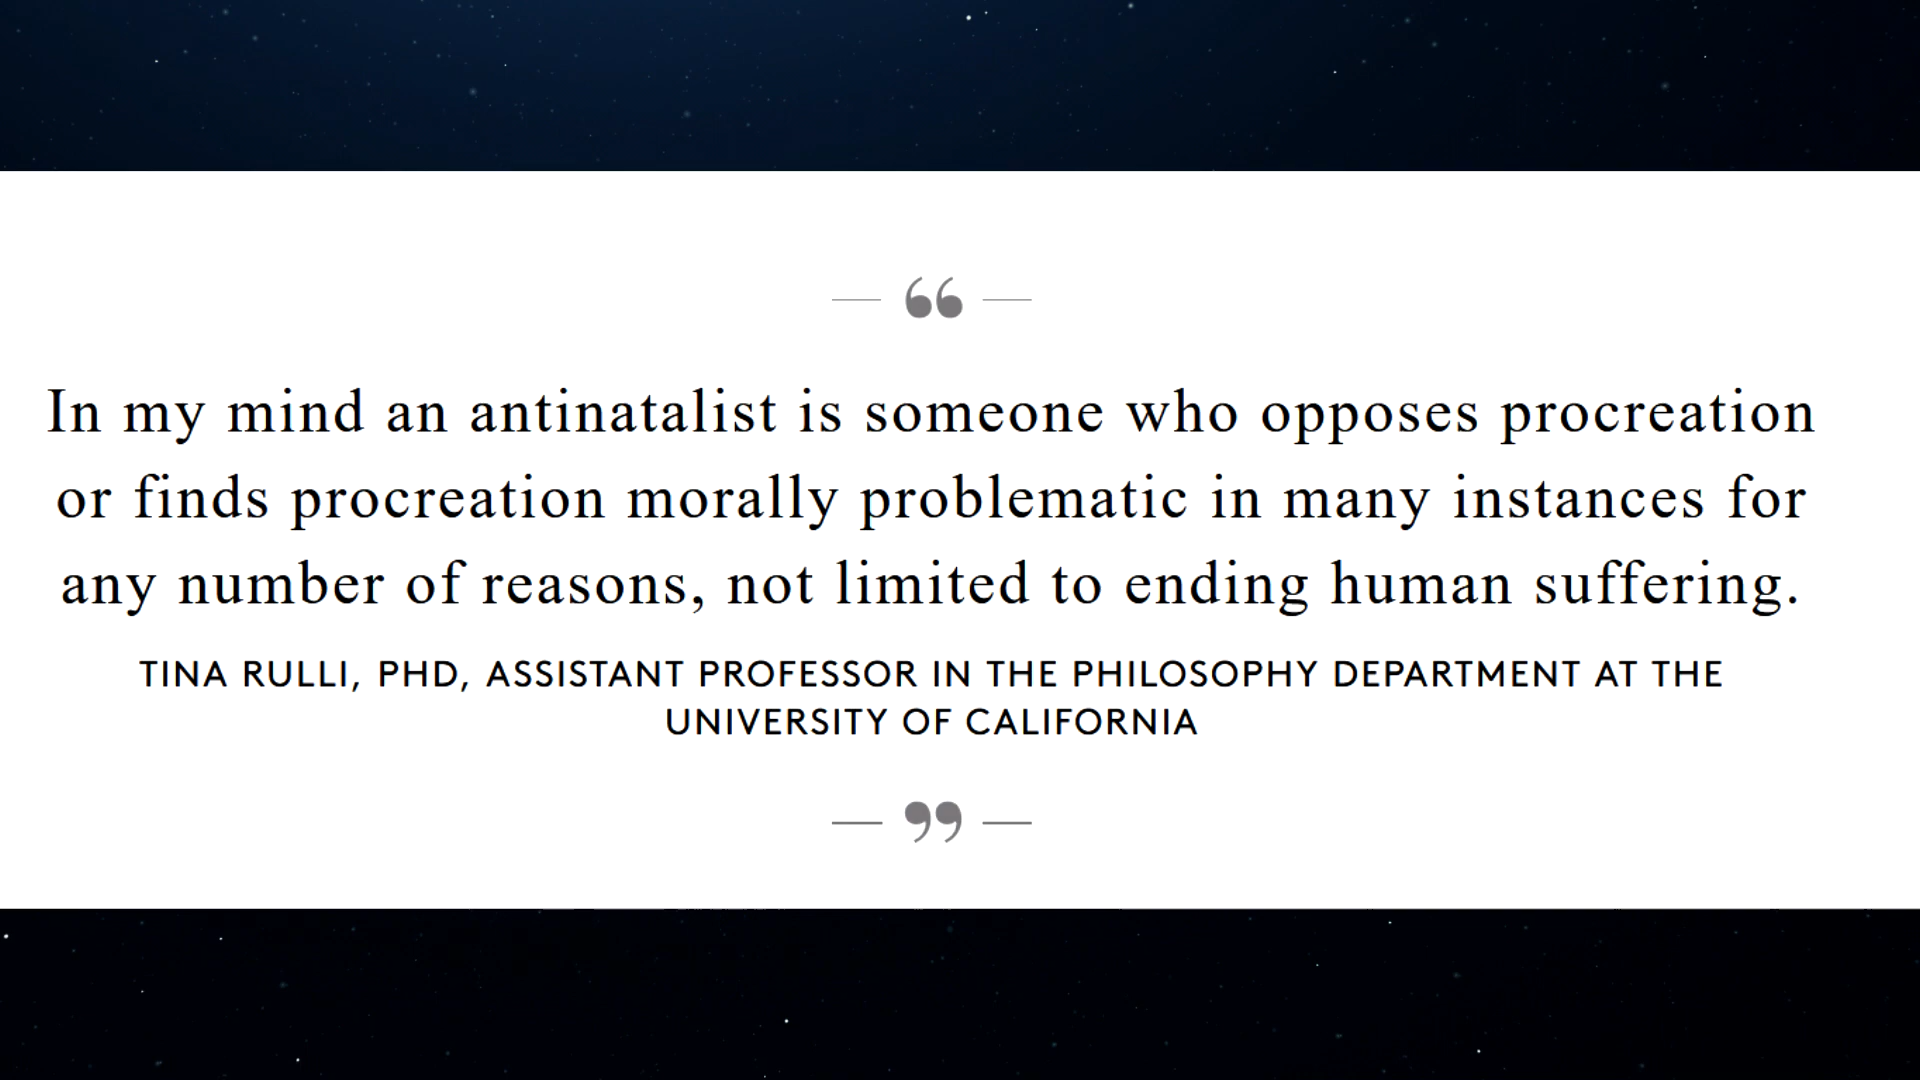 “
In my mind an antinatalist is someone who opposes procreation
or finds procreation morally problematic in many instances for
any number of reasons, not limited to ending human suffering.
TINA RULLI, PHD, ASSISTANT PROFESSOR IN THE PHILOSOPHY DEPARTMENT AT THE
UNIVERSITY OF CALIFORNIA
”